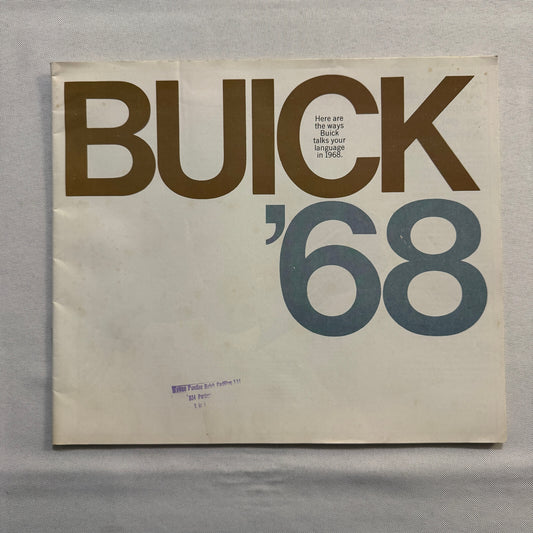 BUICK
Here are
the ways
Buick
talks your
language
in 1968.
'68